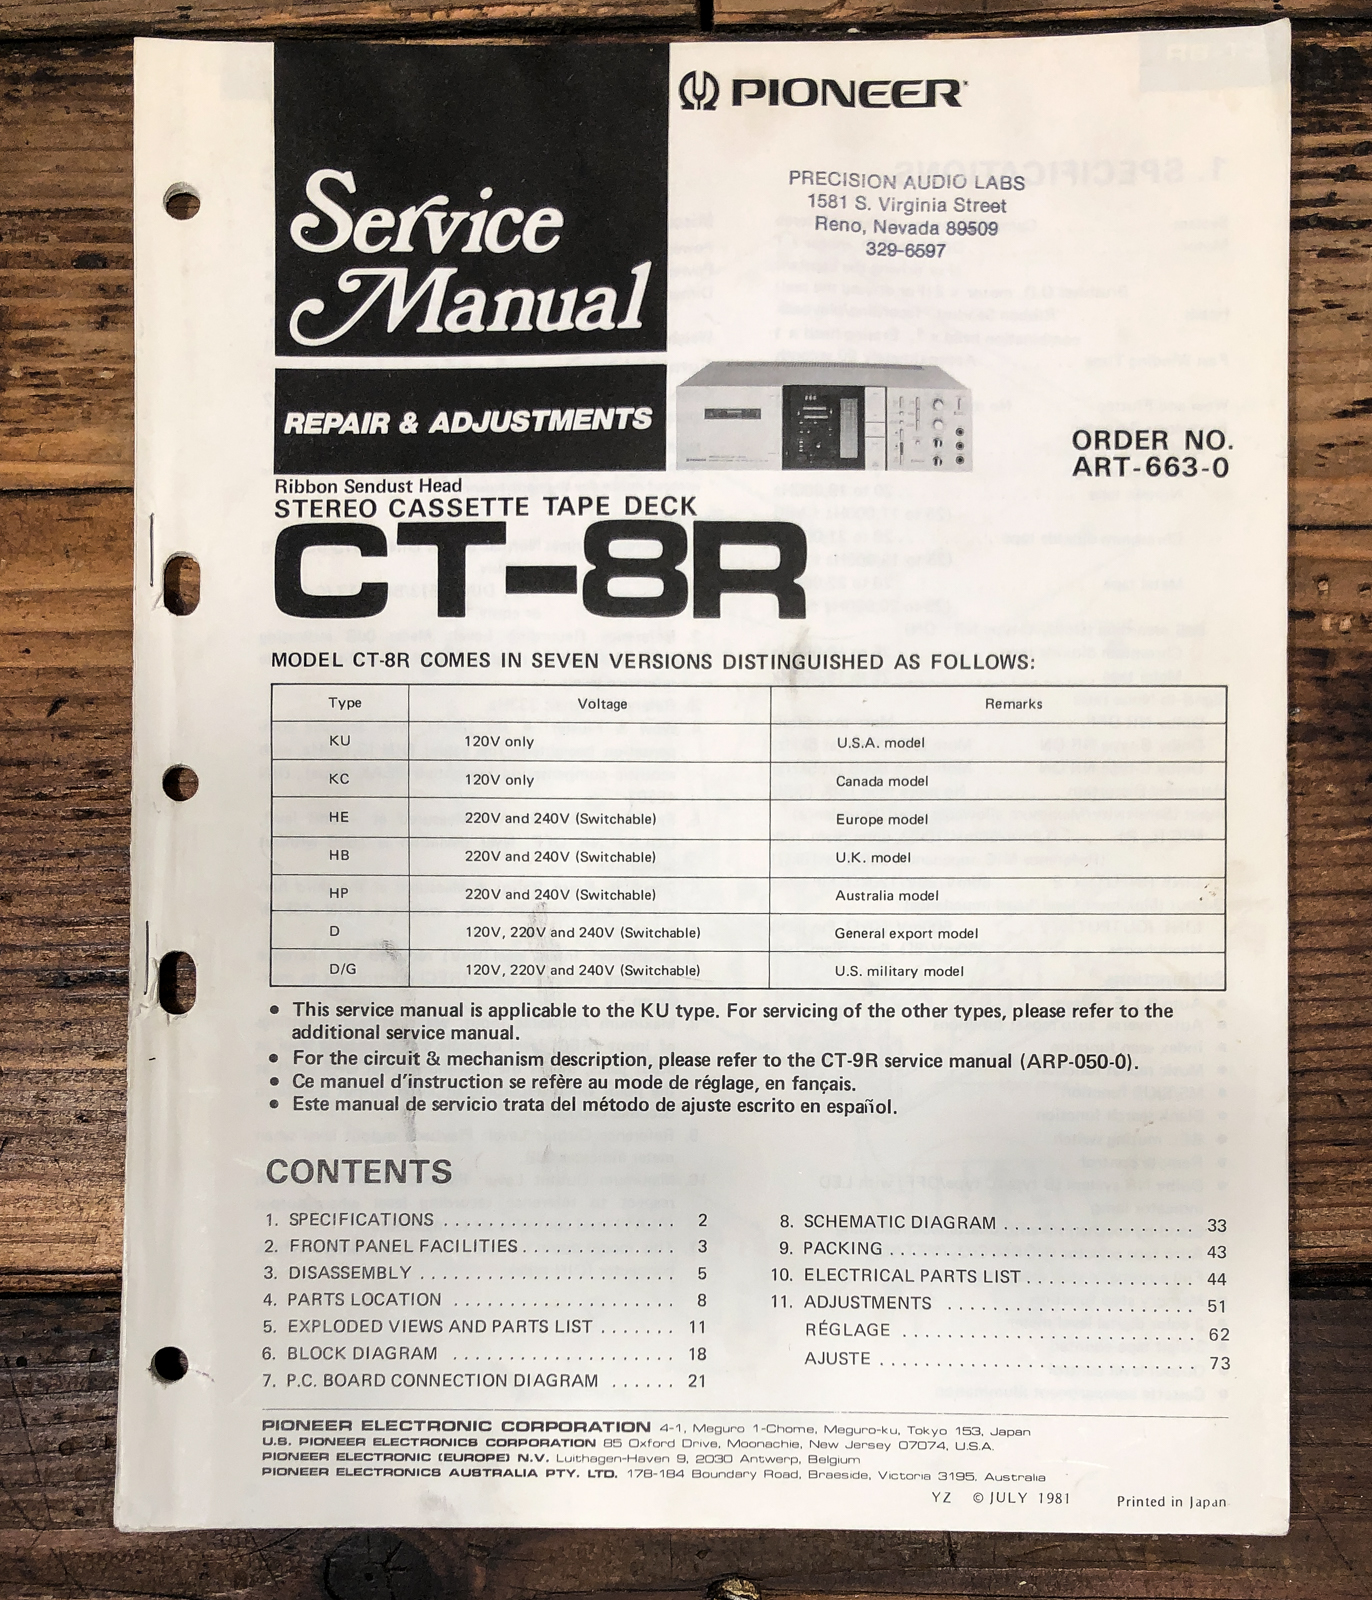 PIONEER
PRECISION AUDIO LABS
1581 S. Virginia Street
Reno, Nevada 89509
329-6597
Service
Manual
REPAIR & ADJUSTMENTS
ORDER NO.
ART-663-0
Ribbon Sendust Head
STEREO CASSETTE TAPE DECK
CT-8R
MODEL CT-8R COMES IN SEVEN VERSIONS DISTINGUISHED AS FOLLOWS:
Type Voltage Remarks
KU 120V only U.S.A. model
KC 120V only Canada model
HE 220V and 240V (Switchable) Europe model
HB 220V and 240V (Switchable) U.K. model
HP 220V and 240V (Switchable) Australia model
D 120V, 220V and 240V (Switchable) General export model
D/G 120V, 220V and 240V (Switchable) U.S. military model
• This service manual is applicable to the KU type. For servicing of the other types, please refer to the
additional service manual.
• For the circuit & mechanism description, please refer to the CT-9R service manual (ARP-050-0).
• Ce manuel d'instruction se refère au mode de réglage, en fançais.
• Este manual de servicio trata del método de ajuste escrito en español.
CONTENTS
1. SPECIFICATIONS . . . . . . . . . . . . . . . . . . . . . . 2
2. FRONT PANEL FACILITIES . . . . . . . . . . . . . . 3
3. DISASSEMBLY . . . . . . . . . . . . . . . . . . . . . . . . 5
4. PARTS LOCATION . . . . . . . . . . . . . . . . . . . . . 8
5. EXPLODED VIEWS AND PARTS LIST . . . . . . . 11
6. BLOCK DIAGRAM . . . . . . . . . . . . . . . . . . . . . 18
7. P.C. BOARD CONNECTION DIAGRAM . . . . . . 21
8. SCHEMATIC DIAGRAM . . . . . . . . . . . . . . . . . . 33
9. PACKING . . . . . . . . . . . . . . . . . . . . . . . . . . . . 43
10. ELECTRICAL PARTS LIST . . . . . . . . . . . . . . . 44
11. ADJUSTMENTS . . . . . . . . . . . . . . . . . . . . . . . 51
RÉGLAGE . . . . . . . . . . . . . . . . . . . . . . . . . . . 62
AJUSTE . . . . . . . . . . . . . . . . . . . . . . . . . . . . . 73
PIONEER ELECTRONIC CORPORATION 4-1, Meguro 1-Chome, Meguro-ku, Tokyo 153, Japan
U.S. PIONEER ELECTRONICS CORPORATION 85 Oxford Drive, Moonachie, New Jersey 07074, U.S.A.
PIONEER ELECTRONIC (EUROPE) N.V. Luithagen-Haven 9, 2030 Antwerp, Belgium
PIONEER ELECTRONICS AUSTRALIA PTY. LTD. 178-184 Boundary Road, Braeside, Victoria 3195, Australia
YZ © JULY 1981 Printed in Japan